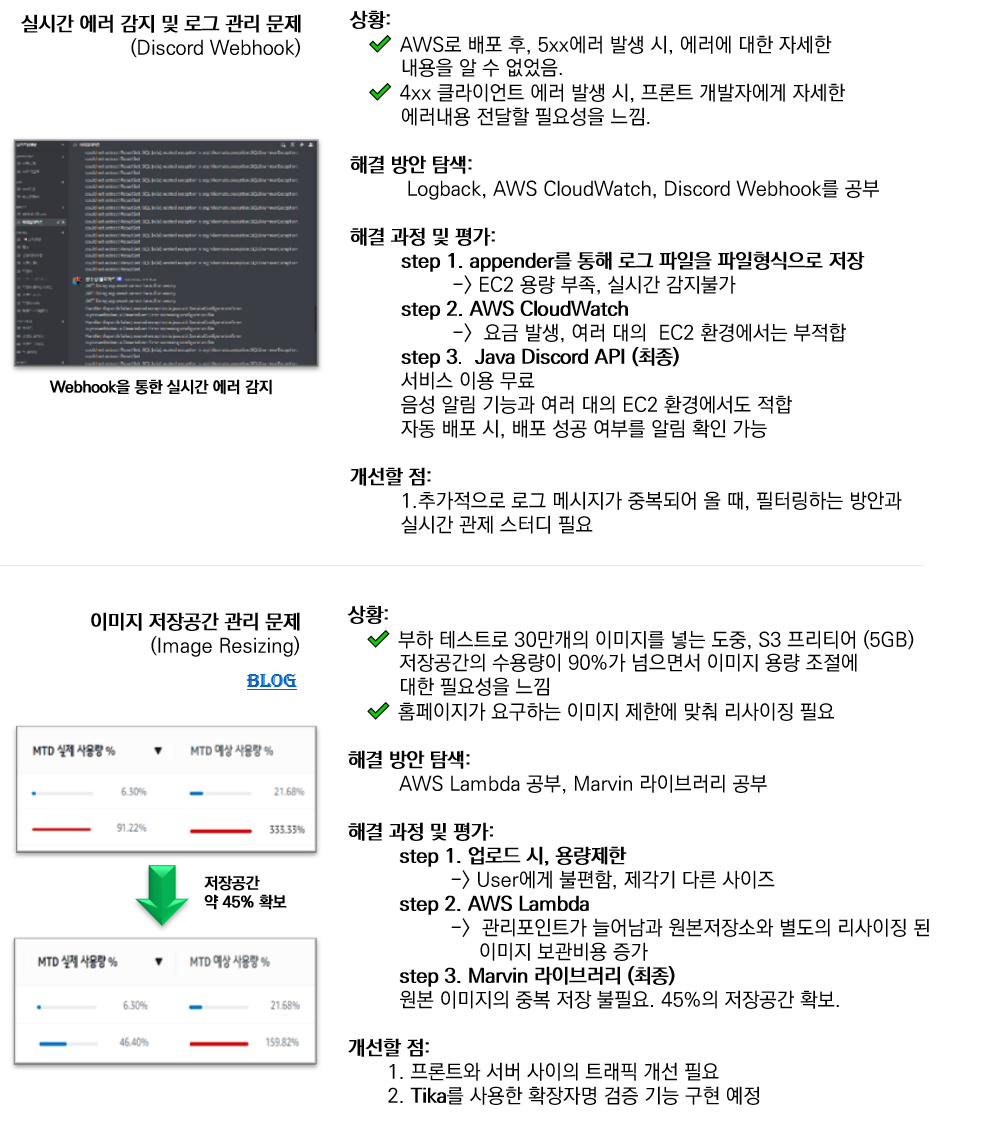 실시간 에러 감지 및 로그 관리 문제
(Discord Webhook)
Webhook을 통한 실시간 에러 감지
상황:
AWS로 배포 후, 5xx에러 발생 시, 에러에 대한 자세한
내용을 알 수 없었음.
4xx 클라이언트 에러 발생 시, 프론트 개발자에게 자세한
에러내용 전달할 필요성을 느낌.
해결 방안 탐색:
Logback, AWS CloudWatch, Discord Webhook를 공부
해결 과정 및 평가:
step 1. appender를 통해 로그 파일을 파일형식으로 저장
-> EC2 용량 부족, 실시간 감지불가
step 2. AWS CloudWatch
-> 요금 발생, 여러 대의 EC2 환경에서는 부적합
step 3. Java Discord API (최종)
서비스 이용 무료
음성 알림 기능과 여러 대의 EC2 환경에서도 적합
자동 배포 시, 배포 성공 여부를 알림 확인 가능
개선할 점:
1.추가적으로 로그 메시지가 중복되어 올 때, 필터링하는 방안과
실시간 관제 스터디 필요
이미지 저장공간 관리 문제
(Image Resizing)
BLOG
MTD 실제 사용량 % ▼ MTD 예상 사용량 %
6.30% 21.68%
91.22% 333.33%
저장공간
약 45% 확보
MTD 실제 사용량 % ▼ MTD 예상 사용량 %
6.30% 21.68%
46.40% 159.82%
상황:
부하 테스트로 30만개의 이미지를 넣는 도중, S3 프리티어 (5GB)
저장공간의 수용량이 90%가 넘으면서 이미지 용량 조절에
대한 필요성을 느낌
홈페이지가 요구하는 이미지 제한에 맞춰 리사이징 필요
해결 방안 탐색:
AWS Lambda 공부, Marvin 라이브러리 공부
해결 과정 및 평가:
step 1. 업로드 시, 용량제한
-> User에게 불편함, 제각기 다른 사이즈
step 2. AWS Lambda
-> 관리포인트가 늘어남과 원본저장소와 별도의 리사이징 된
이미지 보관비용 증가
step 3. Marvin 라이브러리 (최종)
원본 이미지의 중복 저장 불필요. 45%의 저장공간 확보.
개선할 점:
1. 프론트와 서버 사이의 트래픽 개선 필요
2. Tika를 사용한 확장자명 검증 기능 구현 예정